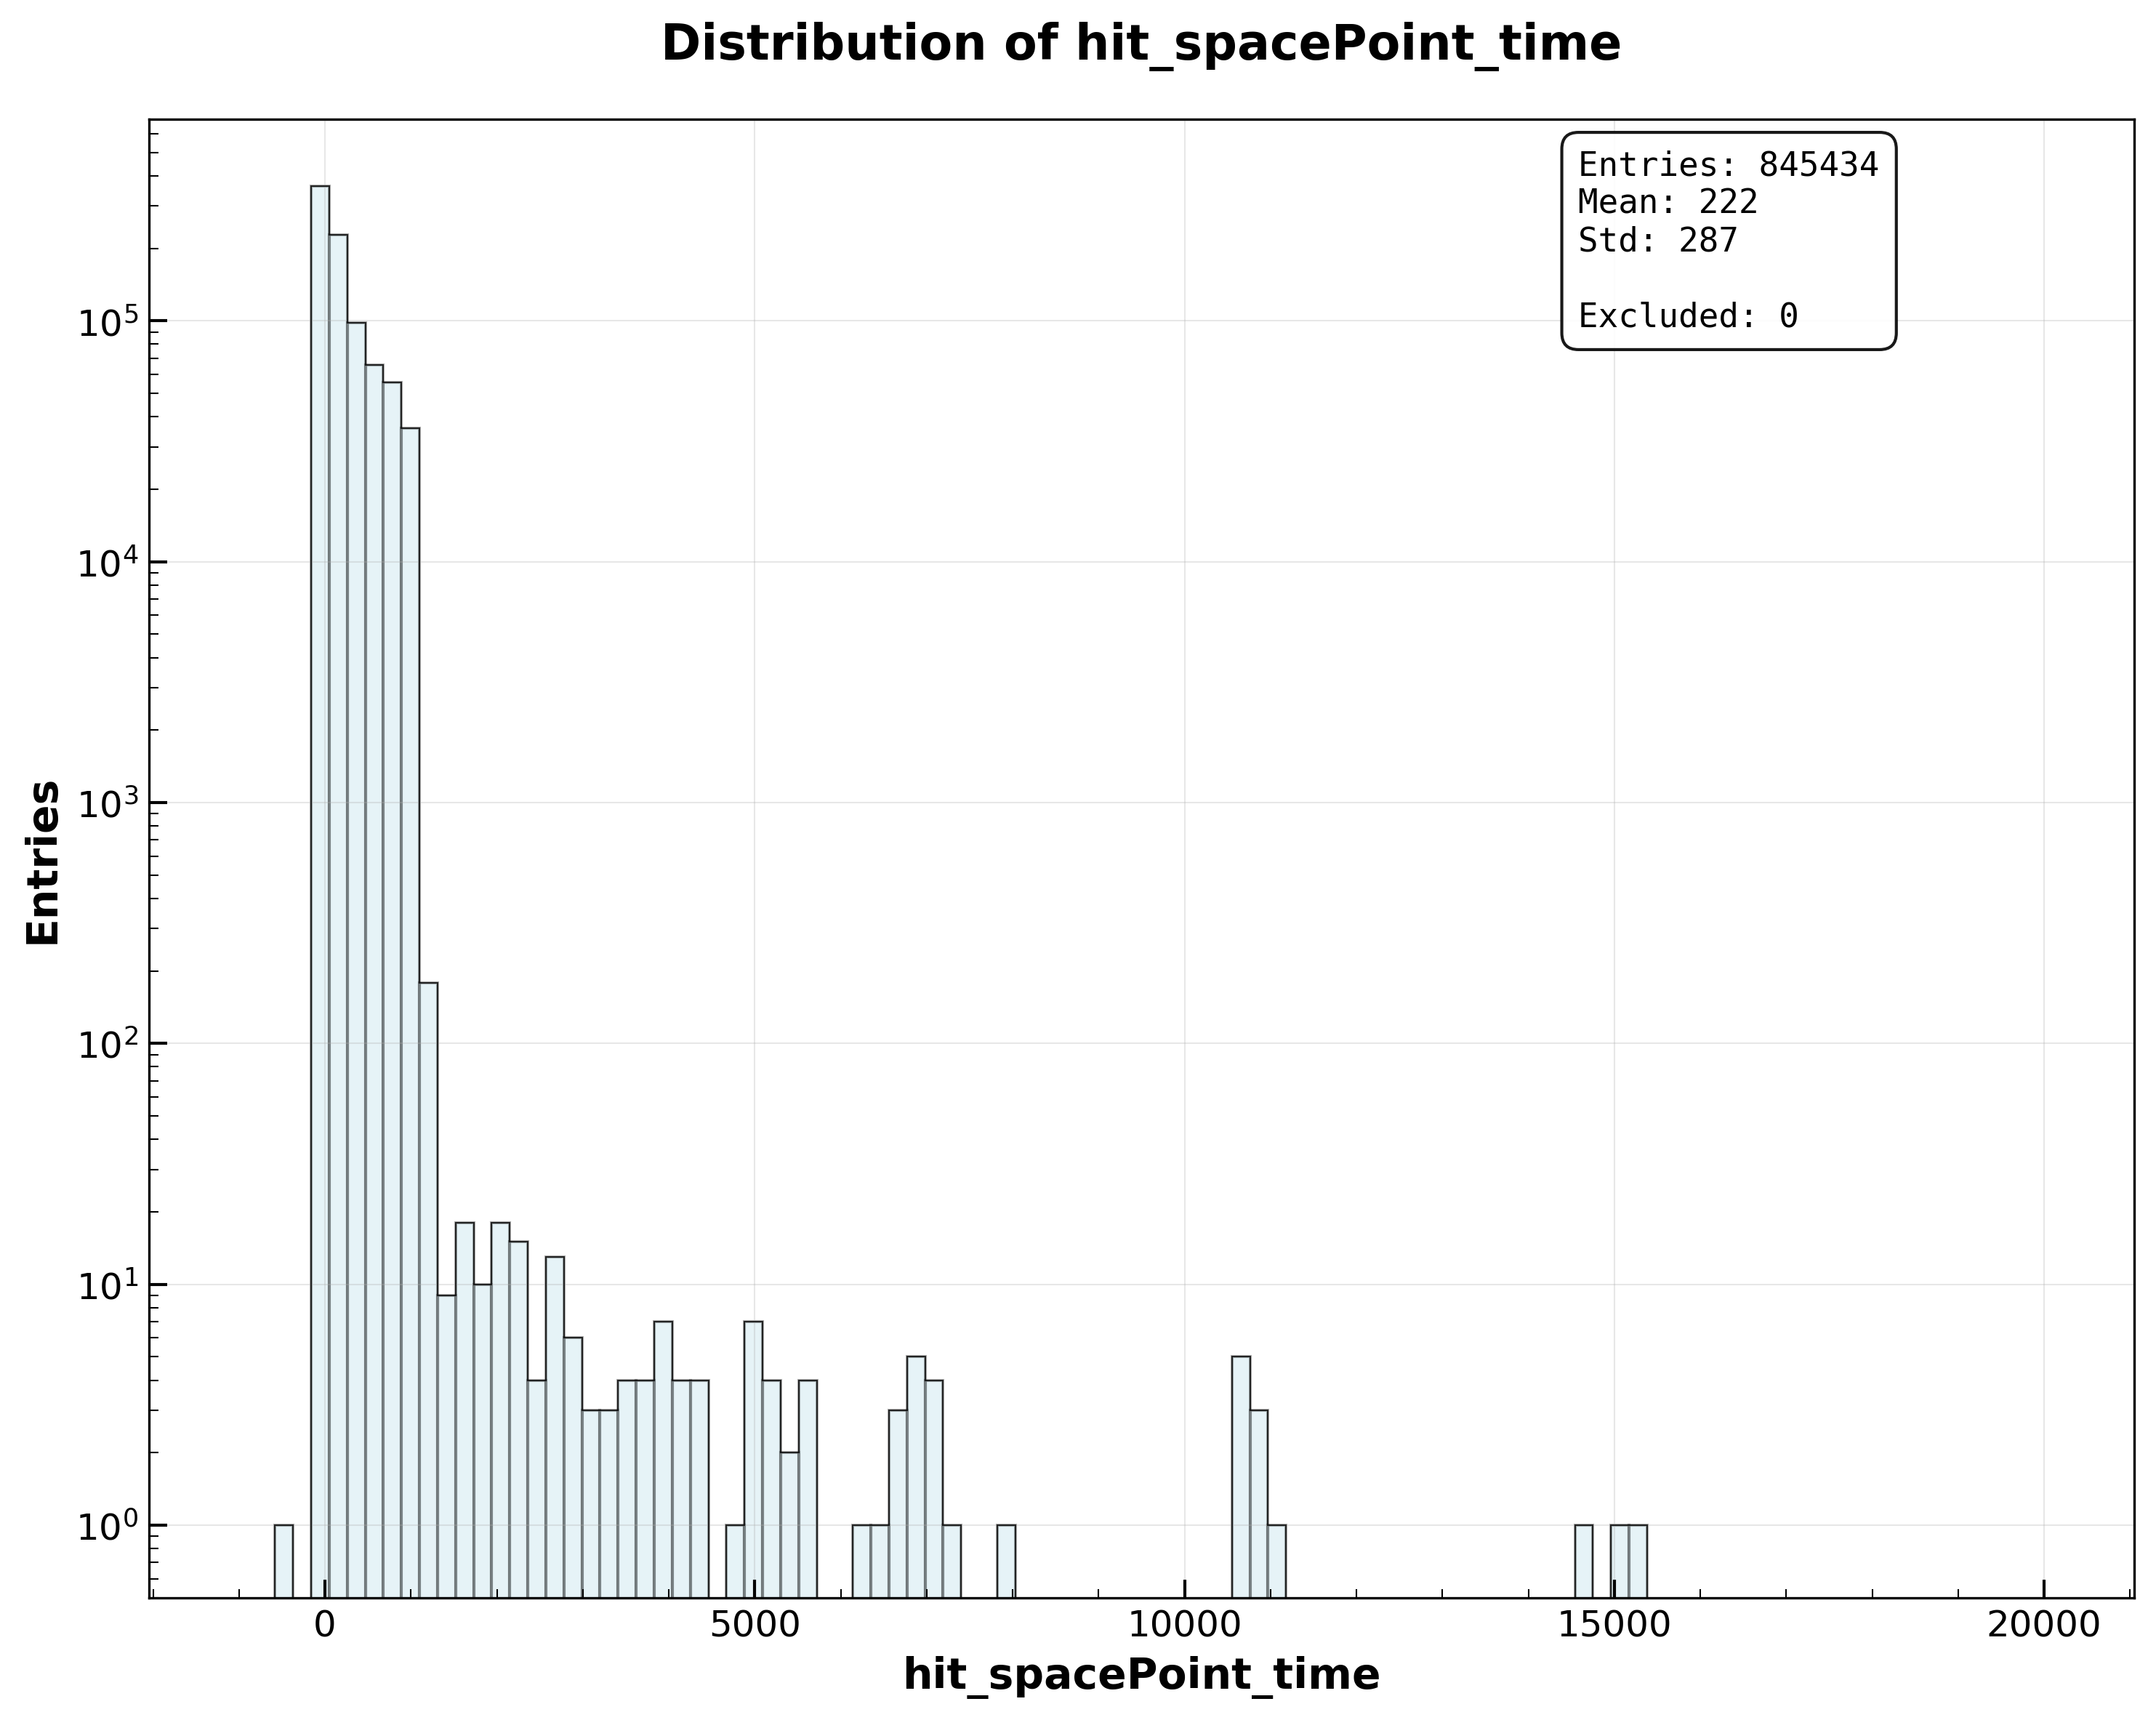 Distribution of hit_spacePoint_time
Entries: 845434
Mean: 222
Std: 287
Excluded: 0
10⁵
10⁴
10³
10²
10¹
10⁰
Entries
0 5000 10000 15000 20000
hit_spacePoint_time